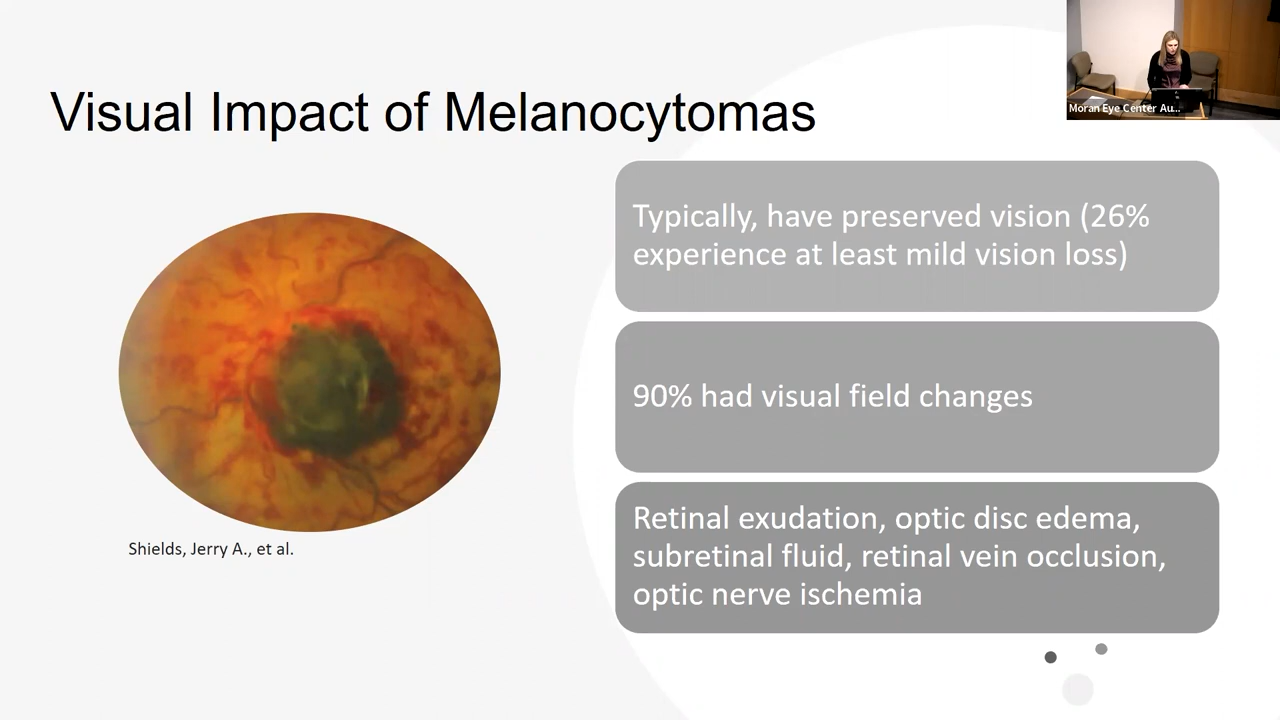 Visual Impact of Melanocytomas
Moran Eye Center Au...
Typically, have preserved vision (26%
experience at least mild vision loss)
90% had visual field changes
Retinal exudation, optic disc edema,
subretinal fluid, retinal vein occlusion,
optic nerve ischemia
Shields, Jerry A., et al.